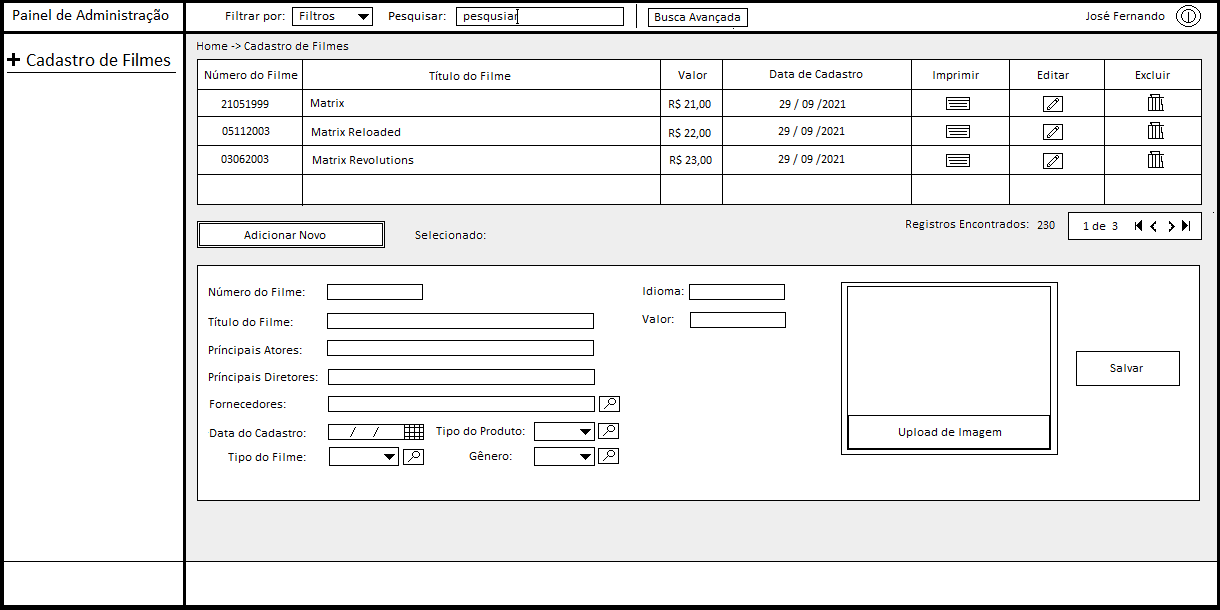 Painel de Administração
Filtrar por: Filtros Pesquisar: pesqusiar Busca Avançada José Fernando
Cadastro de Filmes
Home -> Cadastro de Filmes
Número do Filme Título do Filme Valor Data de Cadastro Imprimir Editar Excluir
21051999 Matrix R$ 21,00 29 / 09 /2021
05112003 Matrix Reloaded R$ 22,00 29 / 09 /2021
03062003 Matrix Revolutions R$ 23,00 29 / 09 /2021
Adicionar Novo Selecionado: Registros Encontrados: 230 1 de 3
Número do Filme: Idioma:
Título do Filme: Valor:
Príncipais Atores:
Príncipais Diretores: Salvar
Fornecedores:
Data do Cadastro: / / Tipo do Produto: Upload de Imagem
Tipo do Filme: Gênero: